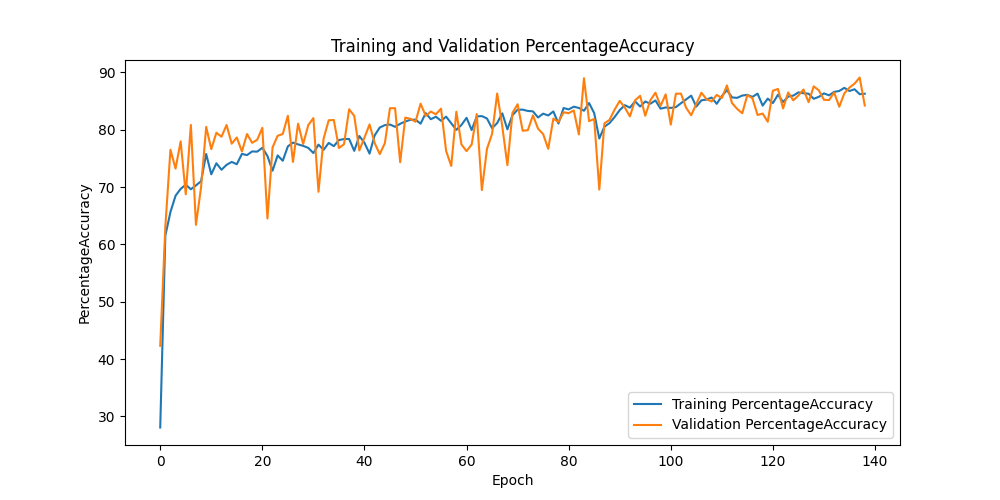 Training and Validation PercentageAccuracy
PercentageAccuracy
90
80
70
60
50
40
30
0 20 40 60 80 100 120 140
Epoch
Training PercentageAccuracy
Validation PercentageAccuracy